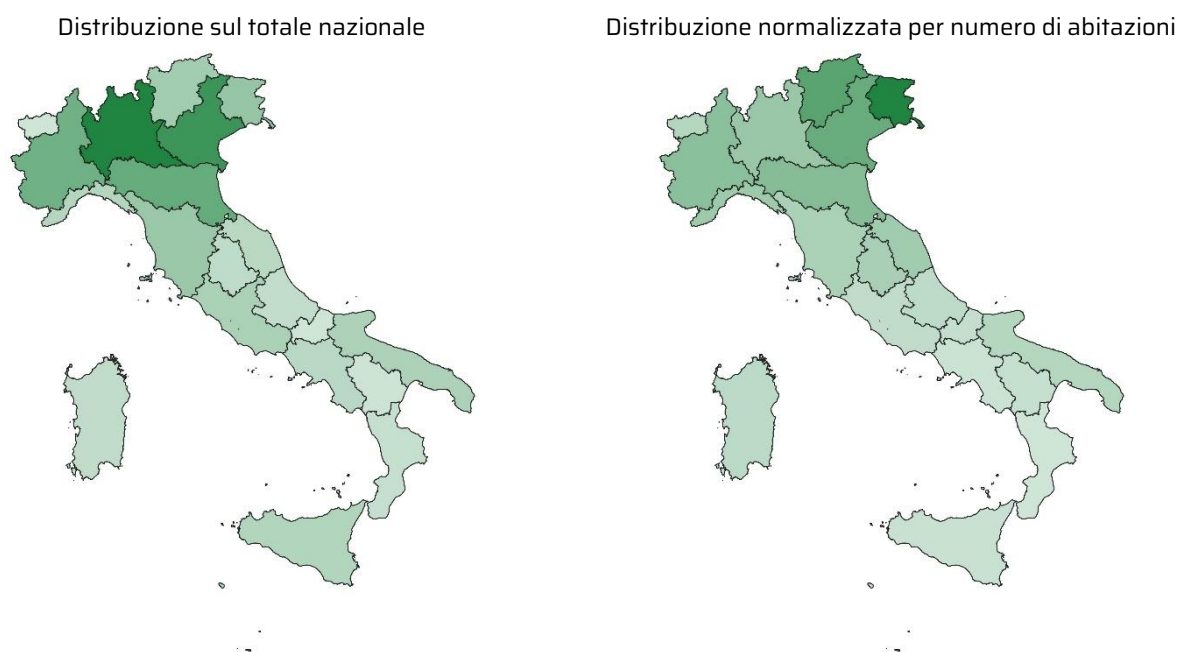 Distribuzione sul totale nazionale
Distribuzione normalizzata per numero di abitazioni